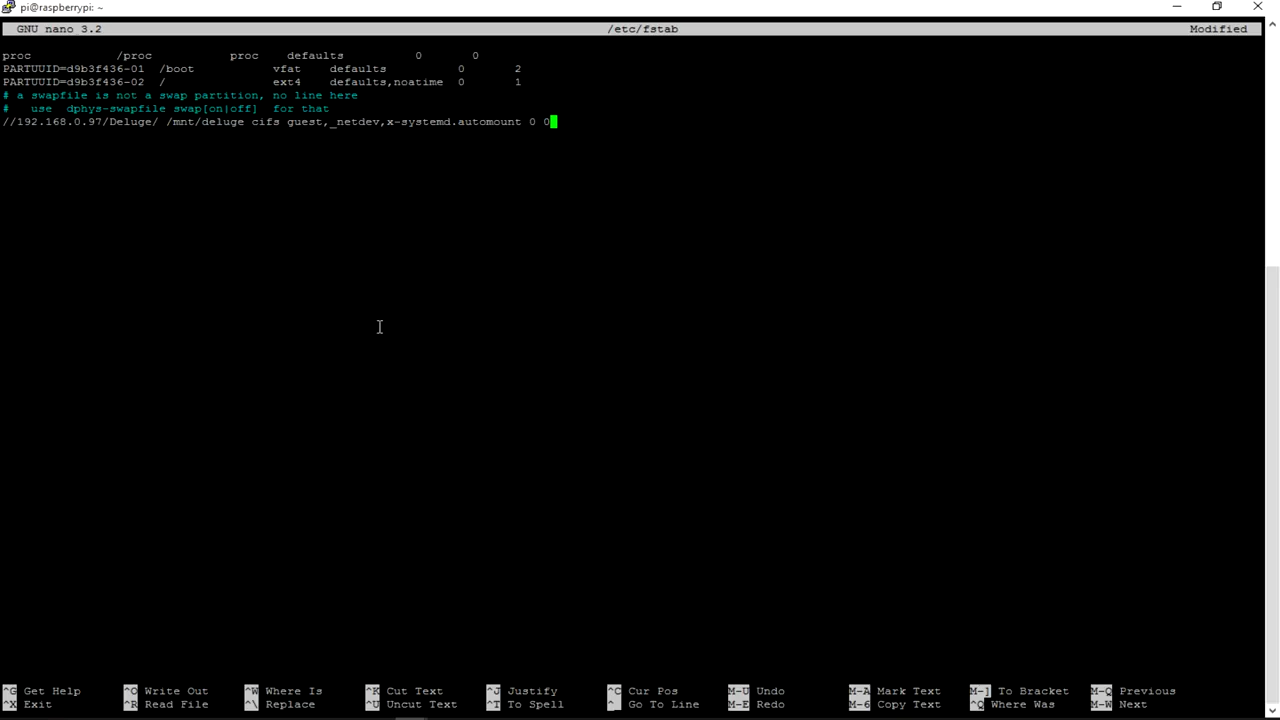 pi@raspberrypi: ~
GNU nano 3.2 /etc/fstab Modified
proc /proc proc defaults 0 0
PARTUUID=d9b3f436-01 /boot vfat defaults 0 2
PARTUUID=d9b3f436-02 / ext4 defaults,noatime 0 1
# a swapfile is not a swap partition, no line here
# use dphys-swapfile swap[on|off] for that
//192.168.0.97/Deluge/ /mnt/deluge cifs guest,_netdev,x-systemd.automount 0 0
^G Get Help ^O Write Out ^W Where Is ^K Cut Text ^J Justify ^C Cur Pos M-U Undo M-A Mark Text M-] To Bracket M-Q Previous
^X Exit ^R Read File ^\ Replace ^U Uncut Text ^T To Spell ^_ Go To Line M-E Redo M-6 Copy Text ^Q Where Was M-W Next